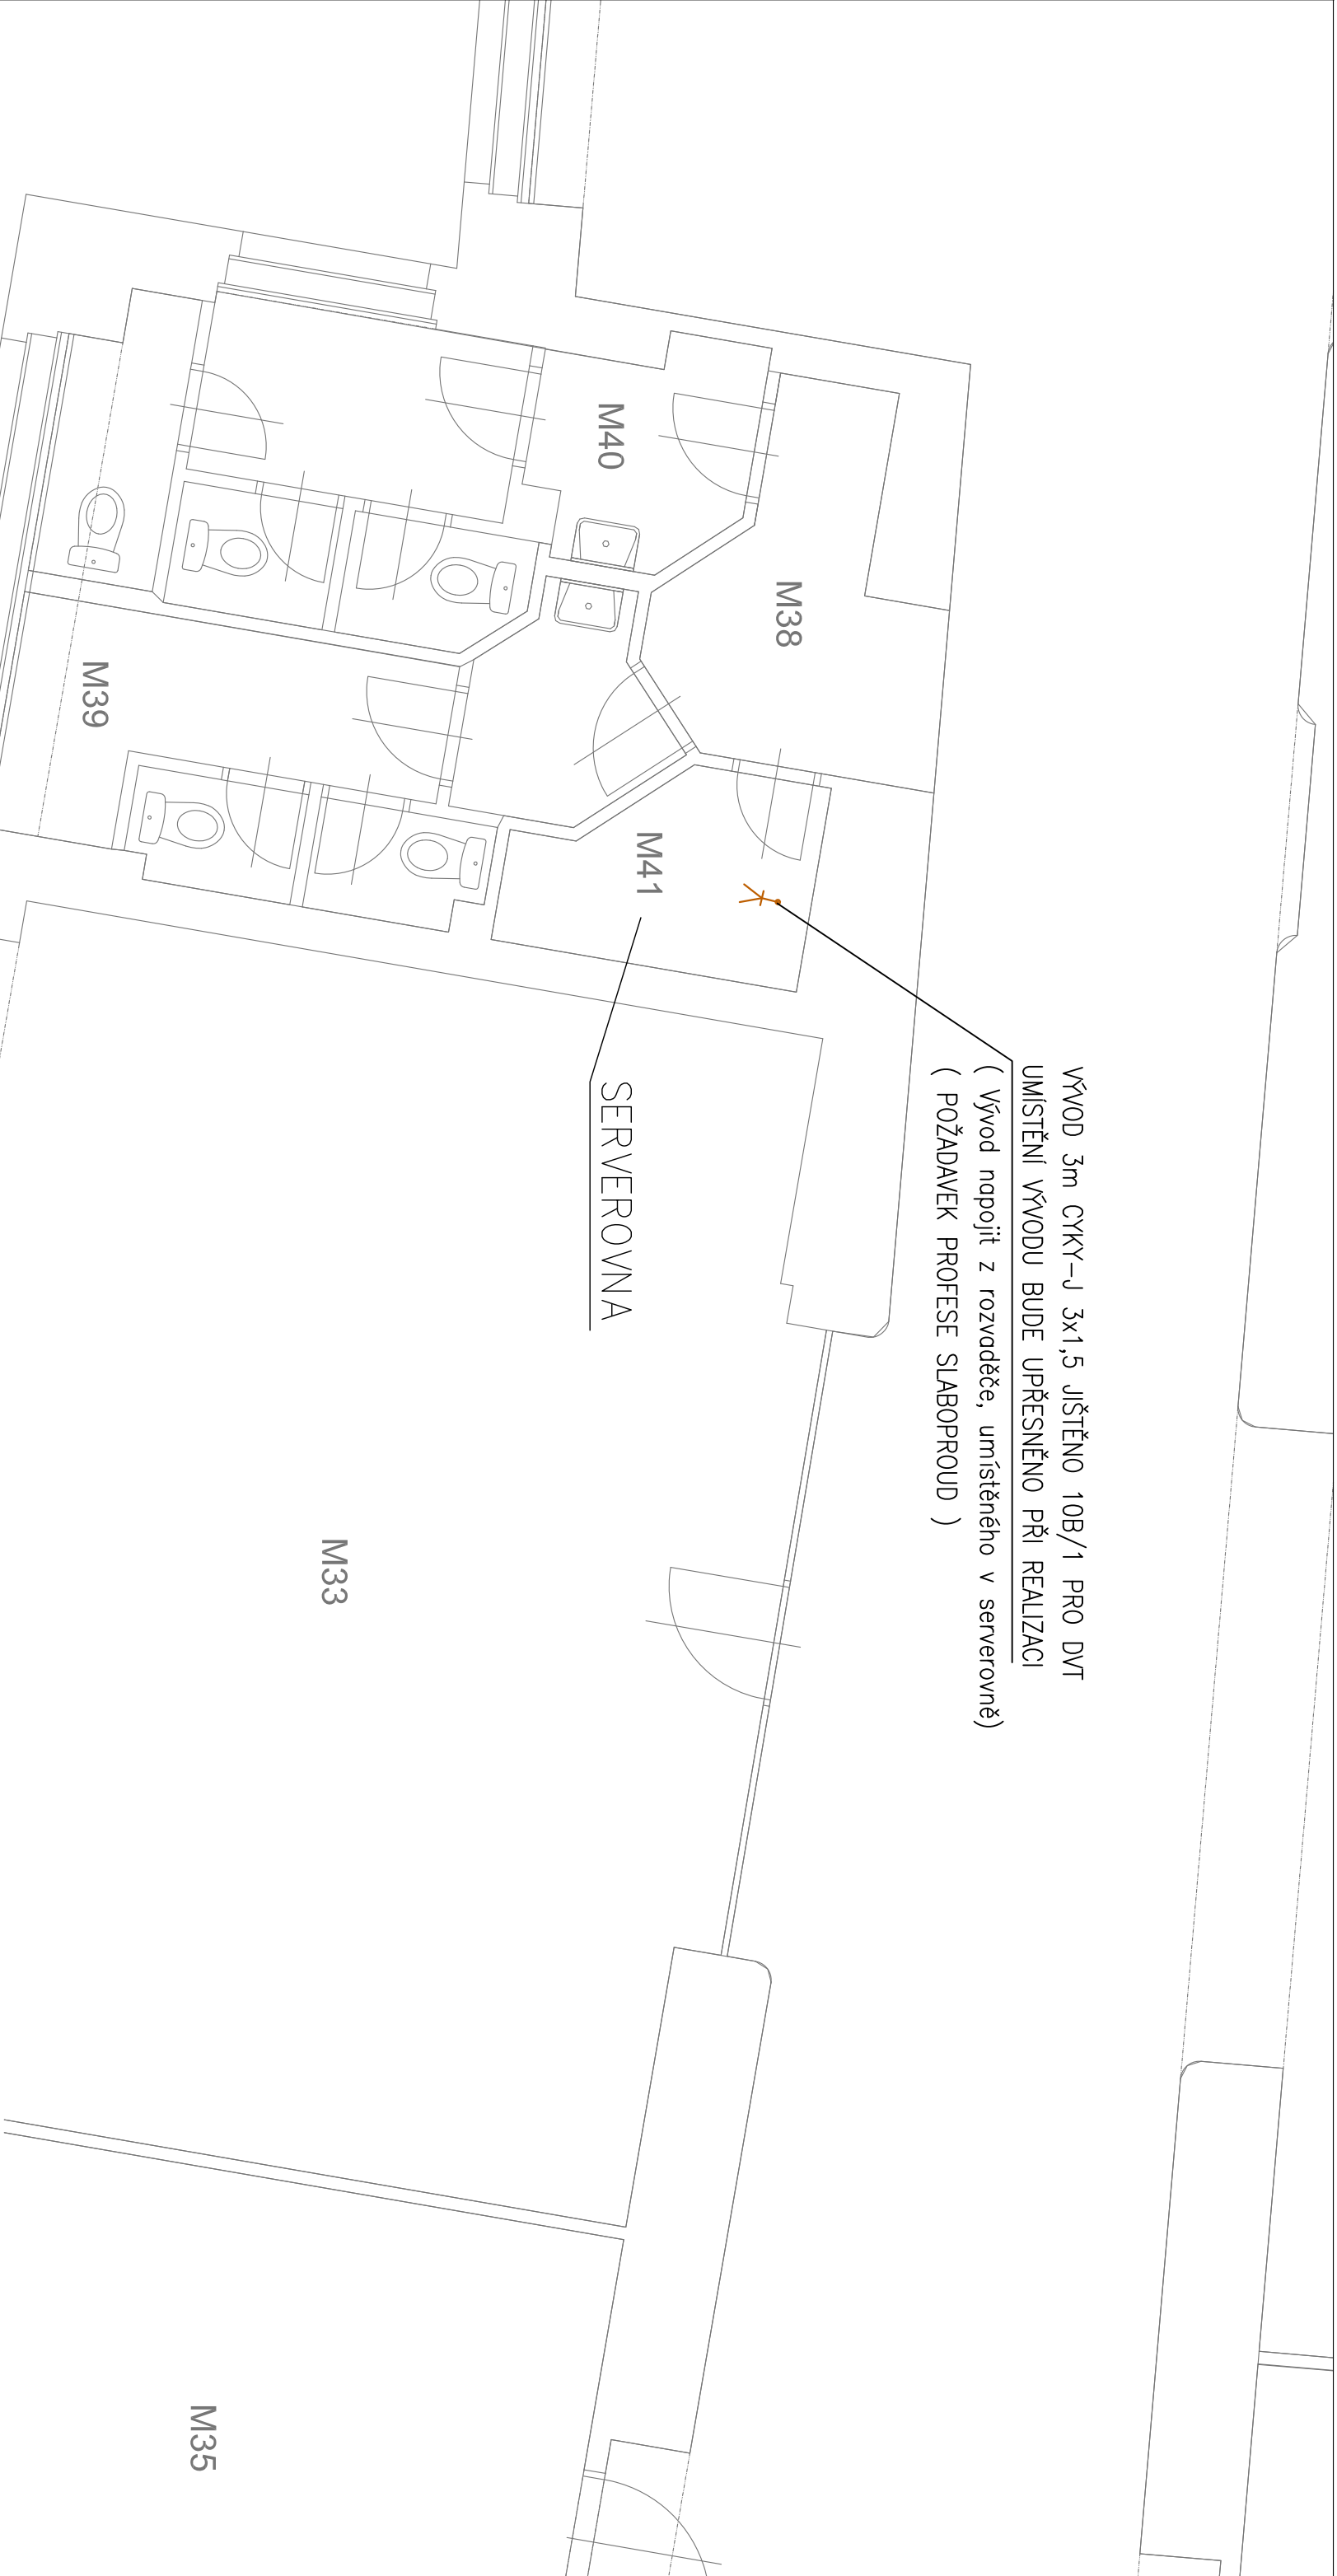 VÝVOD 3m CYKY-J 3x1,5 JIŠTĚNO 10B/1 PRO DVT
UMÍSTĚNÍ VÝVODU BUDE UPŘESNĚNO PŘI REALIZACI
( Vývod napojit z rozvaděče, umístěného v serverovně)
( POŽADAVEK PROFESE SLABOPROUD )
M38
M40
M41
SERVEROVNA
M39
M33
M35